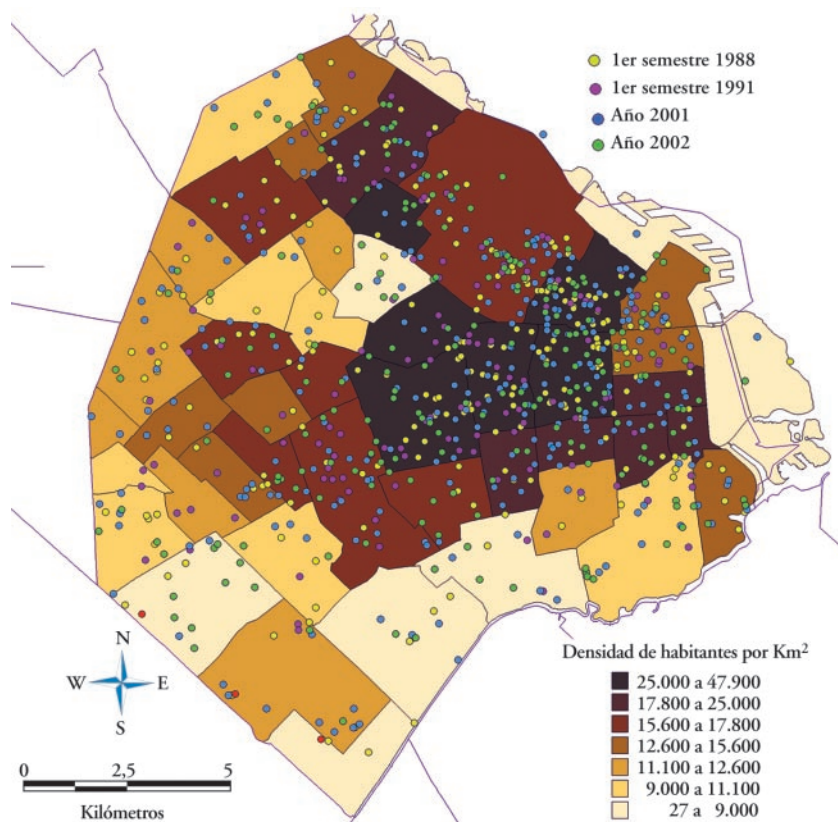 1er semestre 1988
1er semestre 1991
Año 2001
Año 2002
N
W E
S
0 2,5 5
Kilómetros
Densidad de habitantes por Km²
25.000 a 47.900
17.800 a 25.000
15.600 a 17.800
12.600 a 15.600
11.100 a 12.600
9.000 a 11.100
27 a 9.000